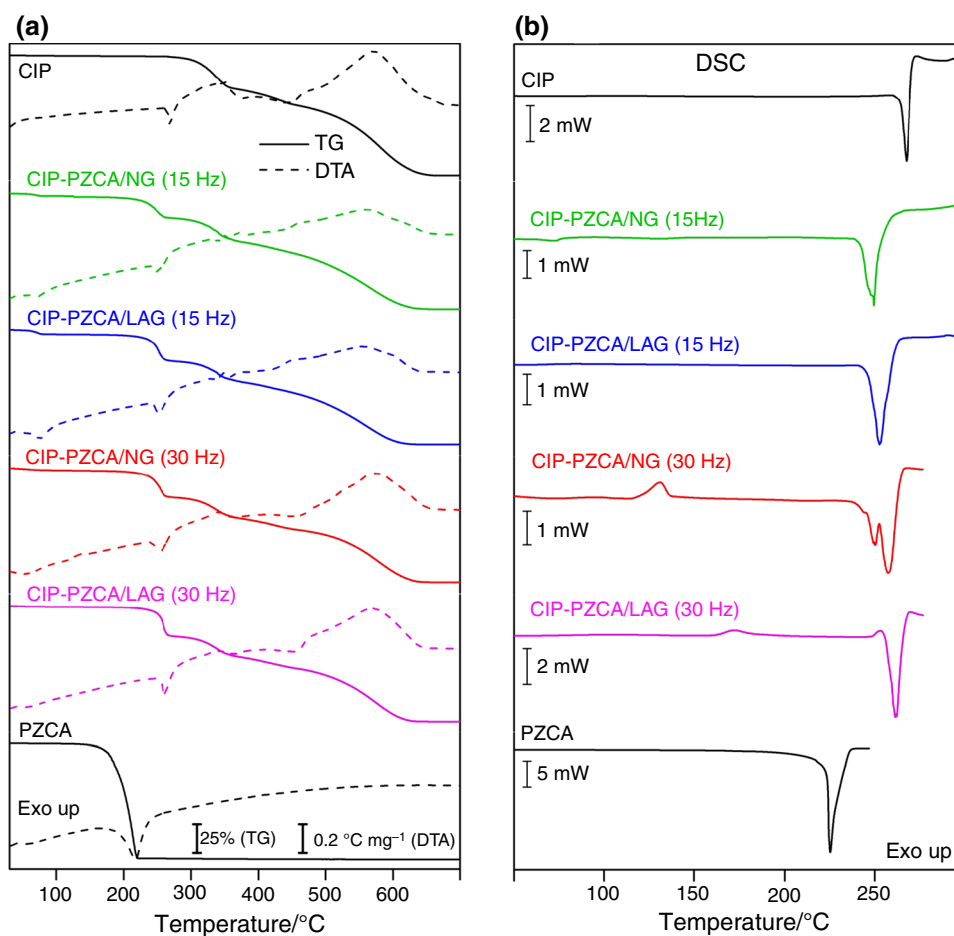 (a)
CIP
TG
DTA
CIP-PZCA/NG (15 Hz)
CIP-PZCA/LAG (15 Hz)
CIP-PZCA/NG (30 Hz)
CIP-PZCA/LAG (30 Hz)
PZCA
Exo up
25% (TG)
0.2 °C mg⁻¹ (DTA)
100 200 300 400 500 600
Temperature/°C
(b)
DSC
CIP
2 mW
CIP-PZCA/NG (15Hz)
1 mW
CIP-PZCA/LAG (15 Hz)
1 mW
CIP-PZCA/NG (30 Hz)
1 mW
CIP-PZCA/LAG (30 Hz)
2 mW
PZCA
5 mW
Exo up
100 150 200 250
Temperature/°C